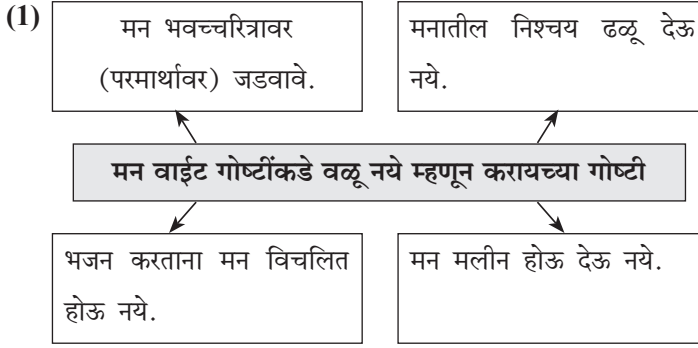 (1)
मन भवच्चरित्रावर
(परमार्थावर) जडवावे.
मनातील निश्चय ढळू देऊ
नये.
मन वाईट गोष्टींकडे वळू नये म्हणून करायच्या गोष्टी
भजन करताना मन विचलित
होऊ नये.
मन मलीन होऊ देऊ नये.